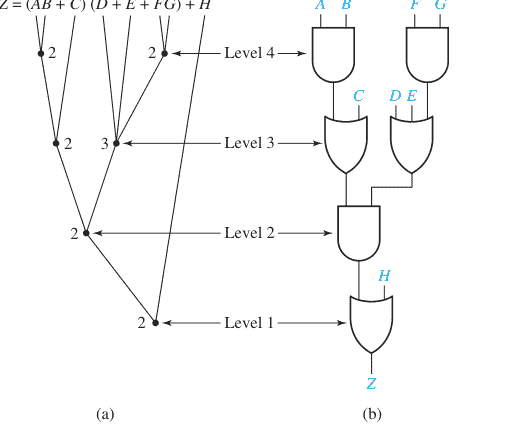 Z = (AB + C) (D + E + FG) + H
A B F G
2 2 Level 4
C D E
2 3 Level 3
2 Level 2
H
2 Level 1
Z
(a) (b)